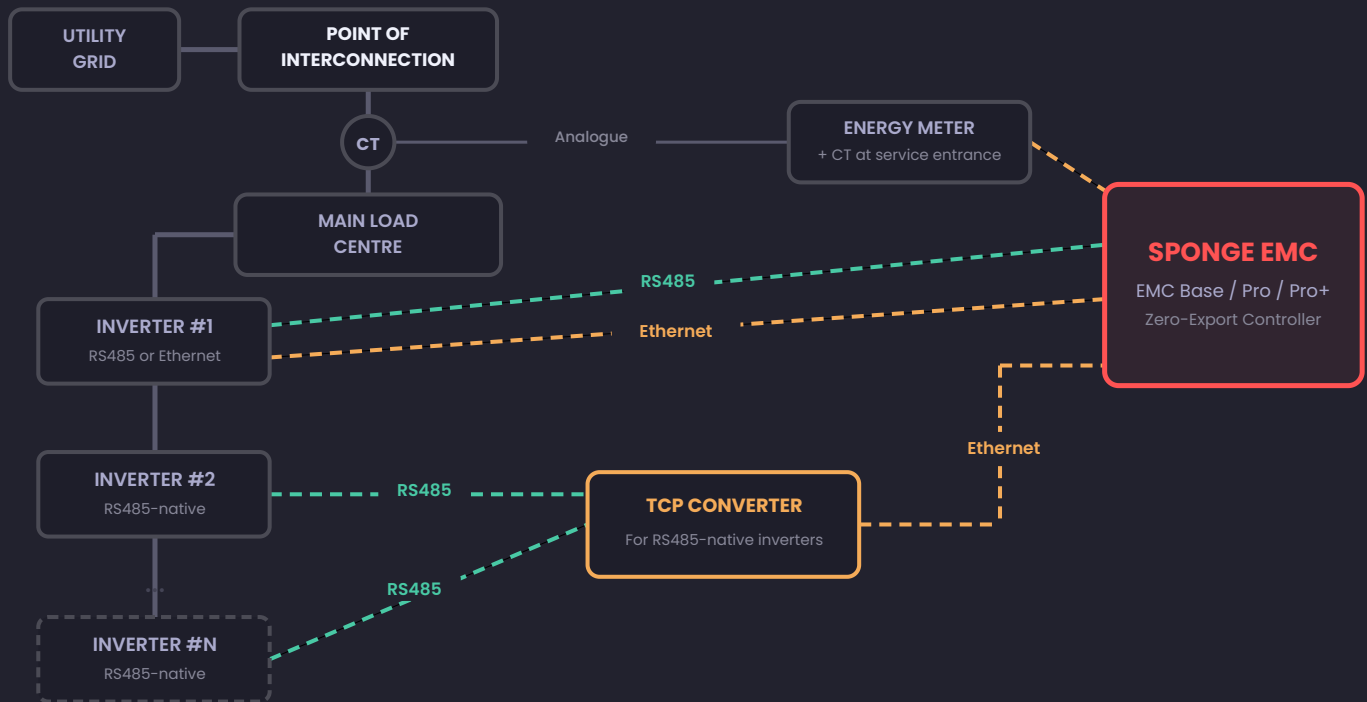 UTILITY
GRID
POINT OF
INTERCONNECTION
CT
Analogue
ENERGY METER
+ CT at service entrance
MAIN LOAD
CENTRE
SPONGE EMC
EMC Base / Pro / Pro+
Zero-Export Controller
RS485
Ethernet
INVERTER #1
RS485 or Ethernet
Ethernet
INVERTER #2
RS485-native
RS485
TCP CONVERTER
For RS485-native inverters
RS485
...
INVERTER #N
RS485-native